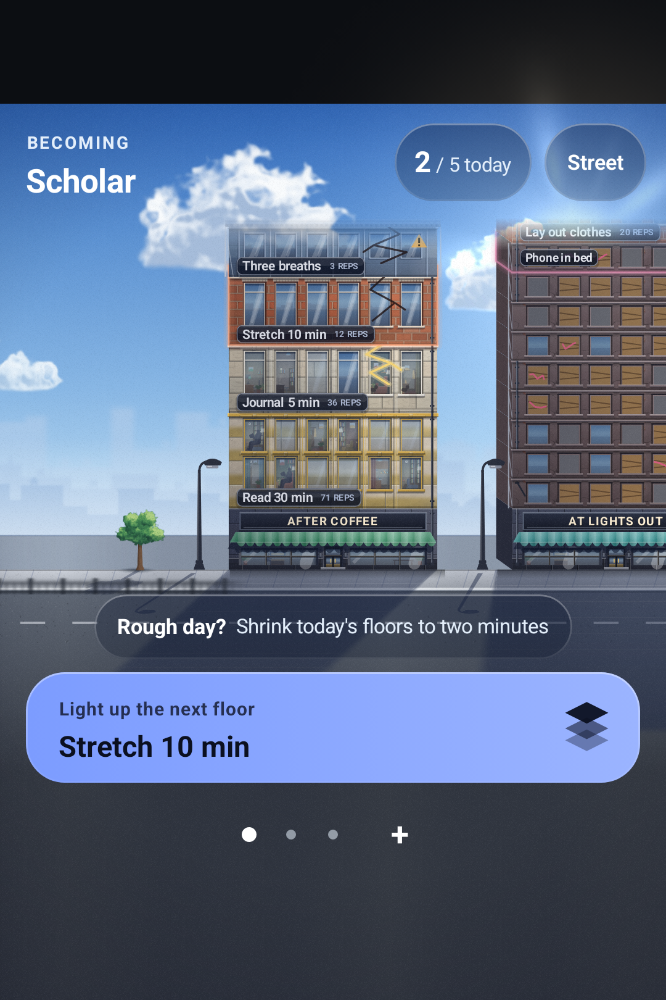 BECOMING
Scholar
2 / 5 today
Street
Three breaths 3 REPS
Stretch 10 min 12 REPS
Journal 5 min 36 REPS
Read 30 min 71 REPS
AFTER COFFEE
Lay out clothes 20 REPS
Phone in bed
AT LIGHTS OUT
Rough day? Shrink today's floors to two minutes
Light up the next floor
Stretch 10 min